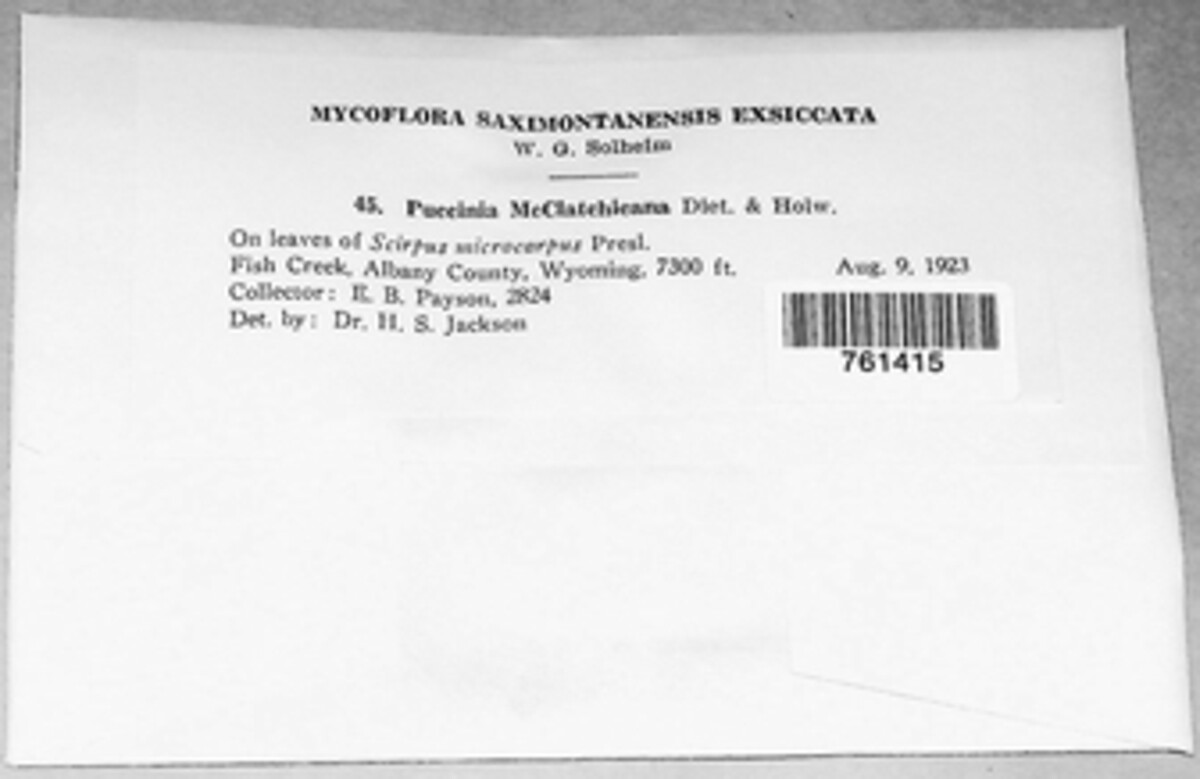 MYCOFLORA SAXIMONTANENSIS EXSICCATA
W. G. Solheim
45. Puccinia McClatchieana Diet. & Holw.
On leaves of Scirpus microcarpus Presl.
Fish Creek, Albany County, Wyoming, 7300 ft. Aug. 9, 1923
Collector: E. B. Payson, 2824
Det. by: Dr. H. S. Jackson
761415